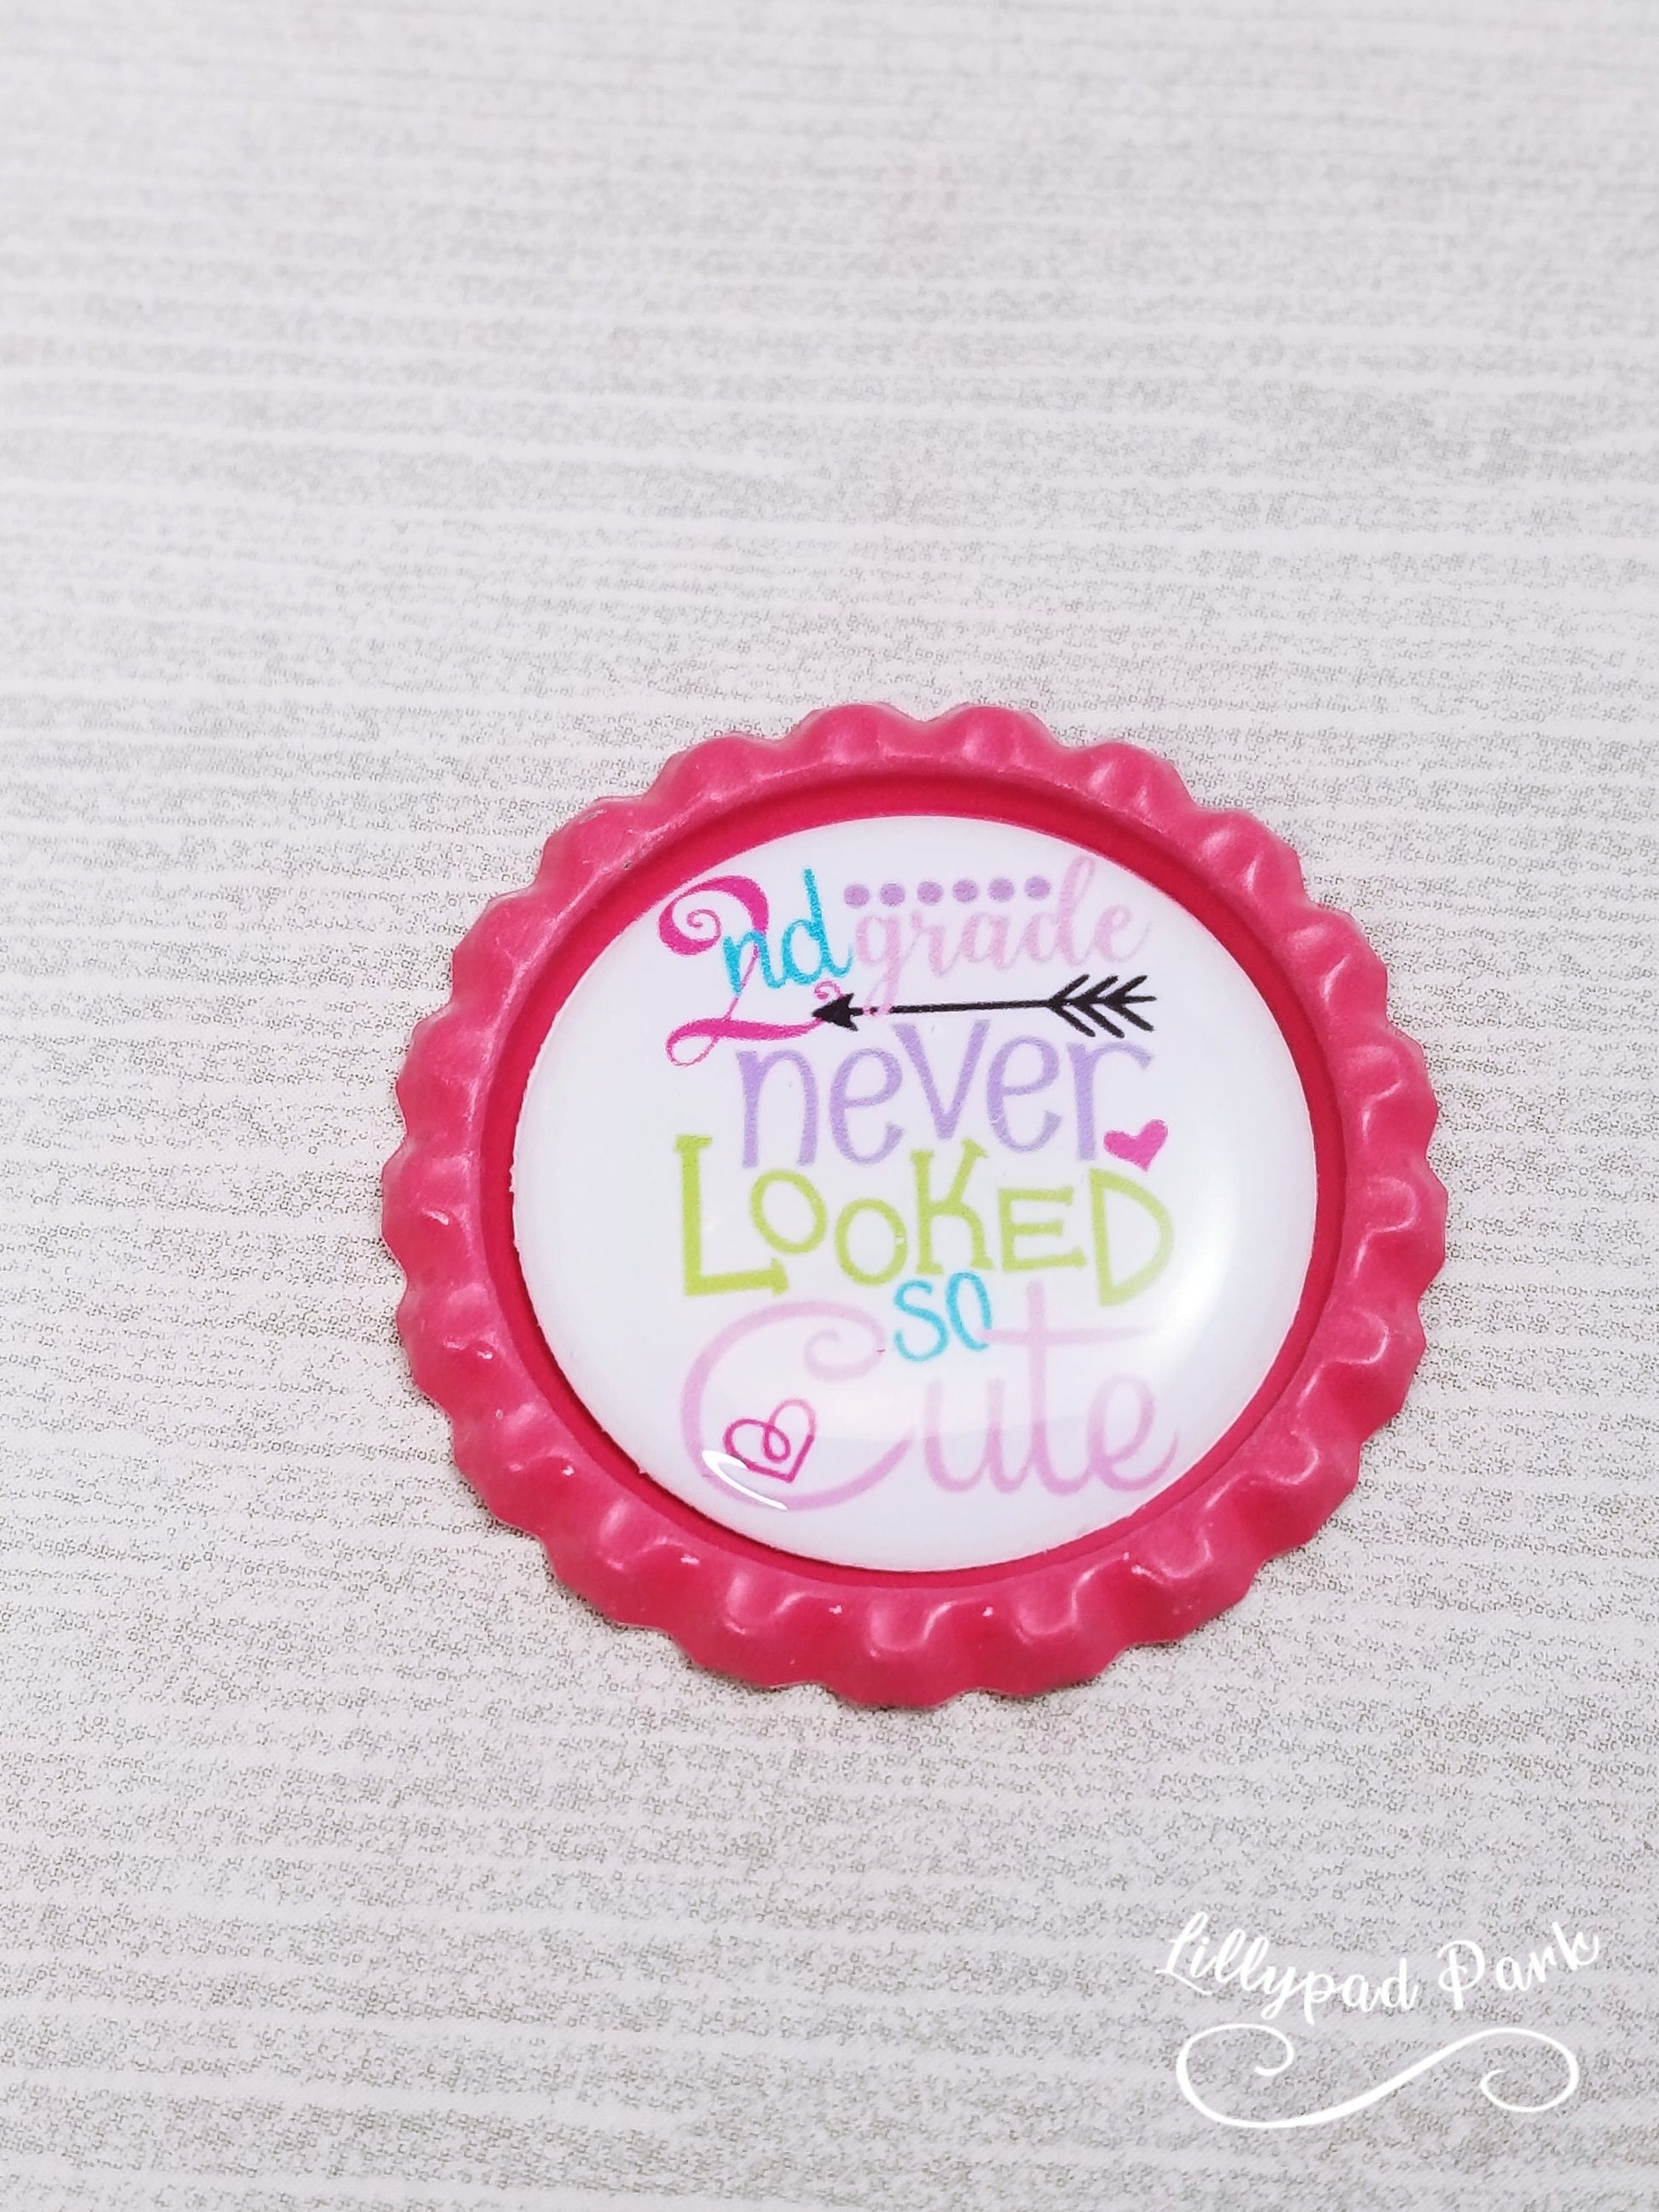 2nd grade
never
LOOKED
so
Cute
Lillypad Park